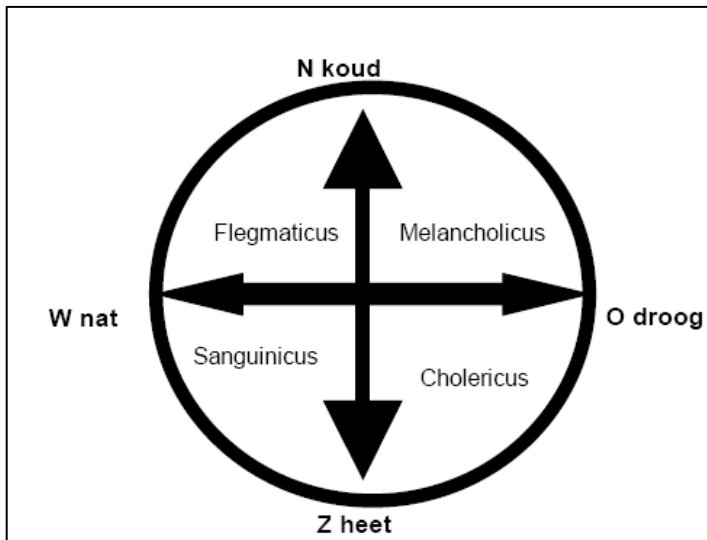 N koud
Flegmaticus Melancholicus
W nat O droog
Sanguinicus
Cholericus
Z heet